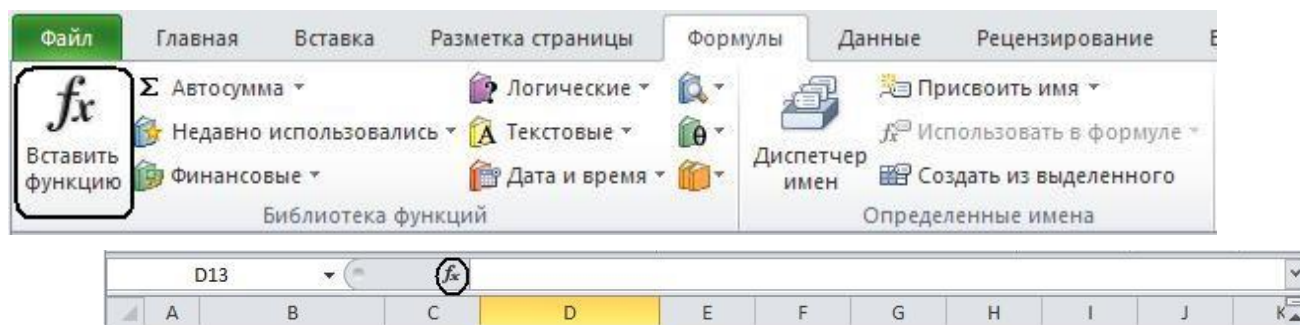 Файл Главная Вставка Разметка страницы Формулы Данные Рецензирование
fx Σ Автосумма Логические Присвоить имя
Вставить функцию Недавно использовались A Текстовые θ Диспетчер имен fx Использовать в формуле
Финансовые Дата и время Создать из выделенного
Библиотека функций Определенные имена
D13 fx
A B C D E F G H I J K